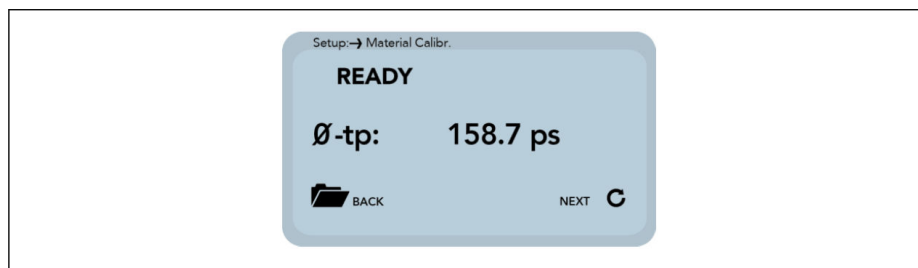 Setup:→ Material Calibr.
READY
Ø-tp: 158.7 ps
BACK NEXT